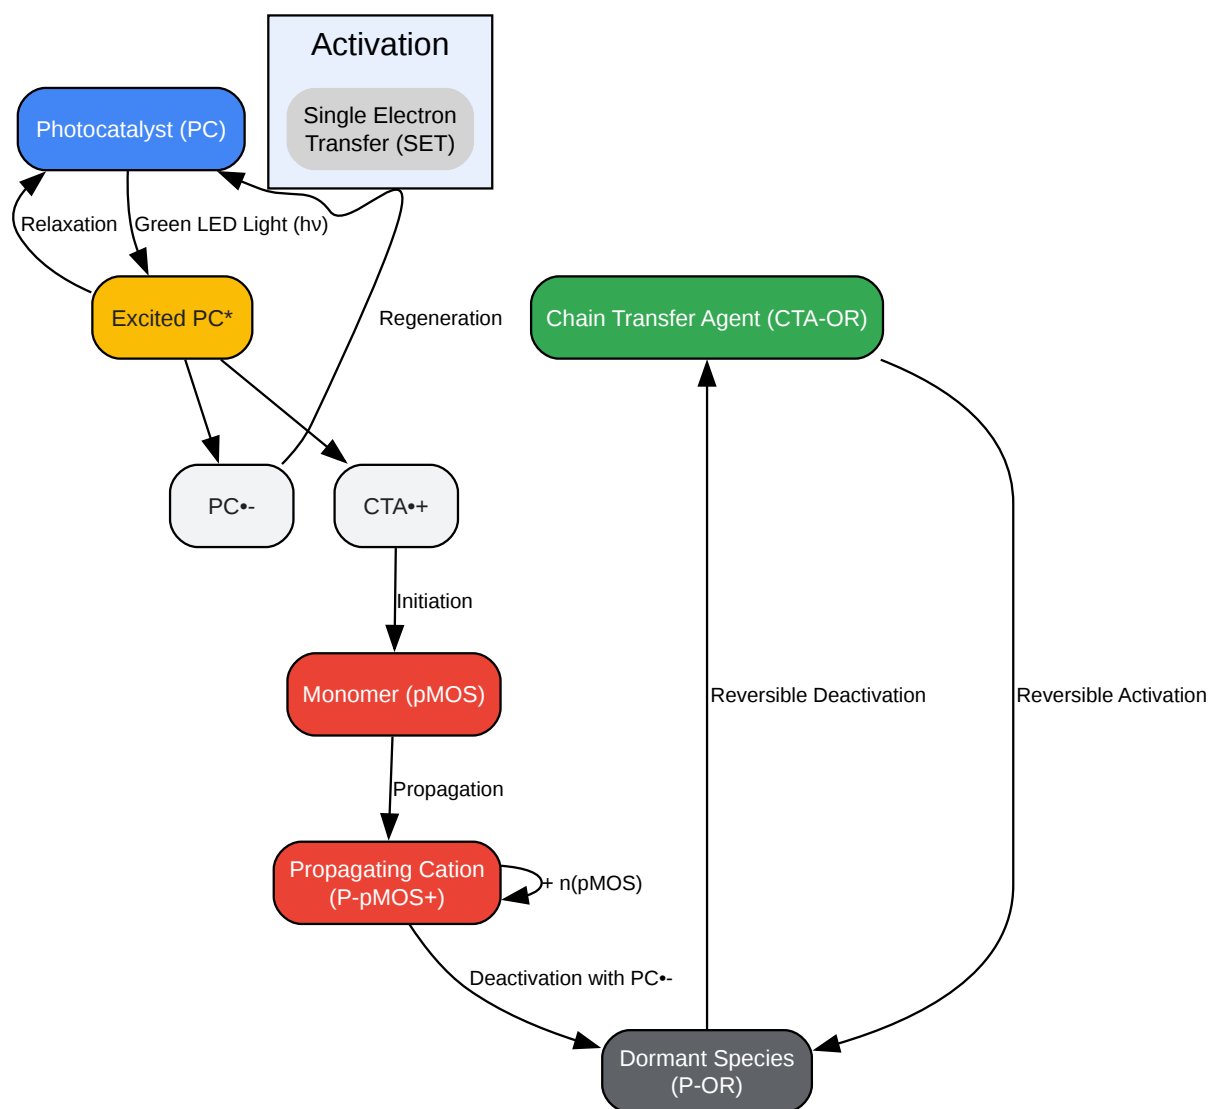 Activation
Single Electron
Transfer (SET)
Photocatalyst (PC)
Relaxation
Green LED Light (hν)
Excited PC*
Regeneration
Chain Transfer Agent (CTA-OR)
PC•-
CTA•+
Initiation
Monomer (pMOS)
Reversible Deactivation
Reversible Activation
Propagation
Propagating Cation
(P-pMOS+)
+ n(pMOS)
Deactivation with PC•-
Dormant Species
(P-OR)